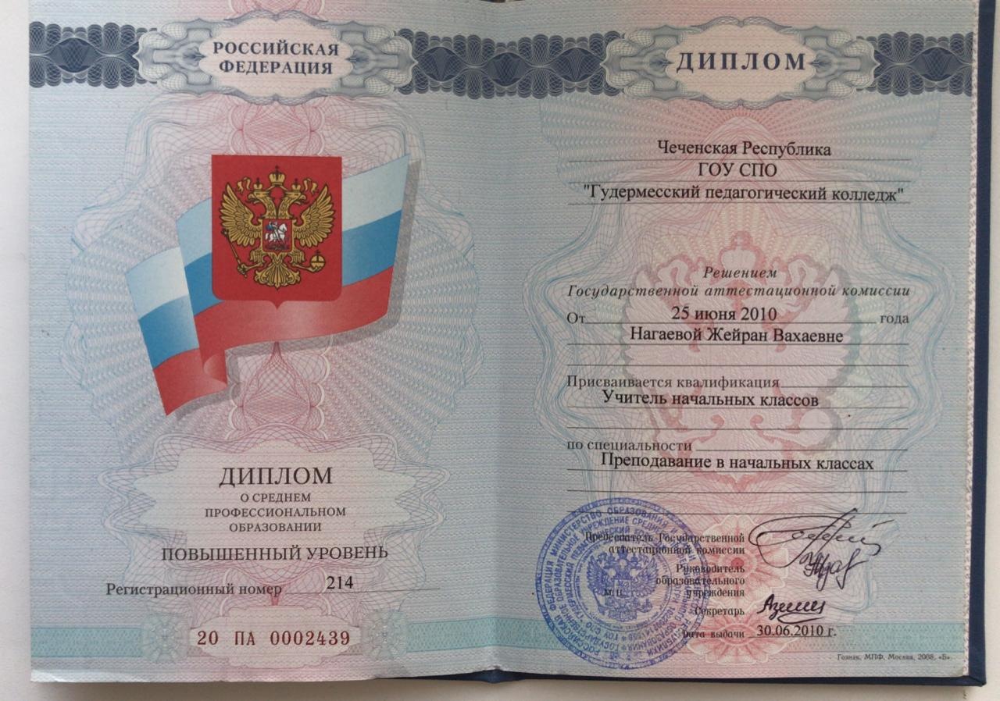 РОССИЙСКАЯ
ФЕДЕРАЦИЯ
ДИПЛОМ
О СРЕДНЕМ
ПРОФЕССИОНАЛЬНОМ
ОБРАЗОВАНИИ
ПОВЫШЕННЫЙ УРОВЕНЬ
Регистрационный номер 214
20 ПА 0002439
ДИПЛОМ
Чеченская Республика
ГОУ СПО
"Гудермесский педагогический колледж"
Решением
Государственной аттестационной комиссии
От 25 июня 2010 года
Нагаевой Жейран Вахаевне
Присваивается квалификация
Учитель начальных классов
по специальности
Преподавание в начальных классах
Председатель Государственной
аттестационной комиссии
Руководитель
образовательного
учреждения
М.П.
Секретарь
Дата выдачи 30.06.2010 г.
Гознак, МПФ, Москва, 2008, «Б».